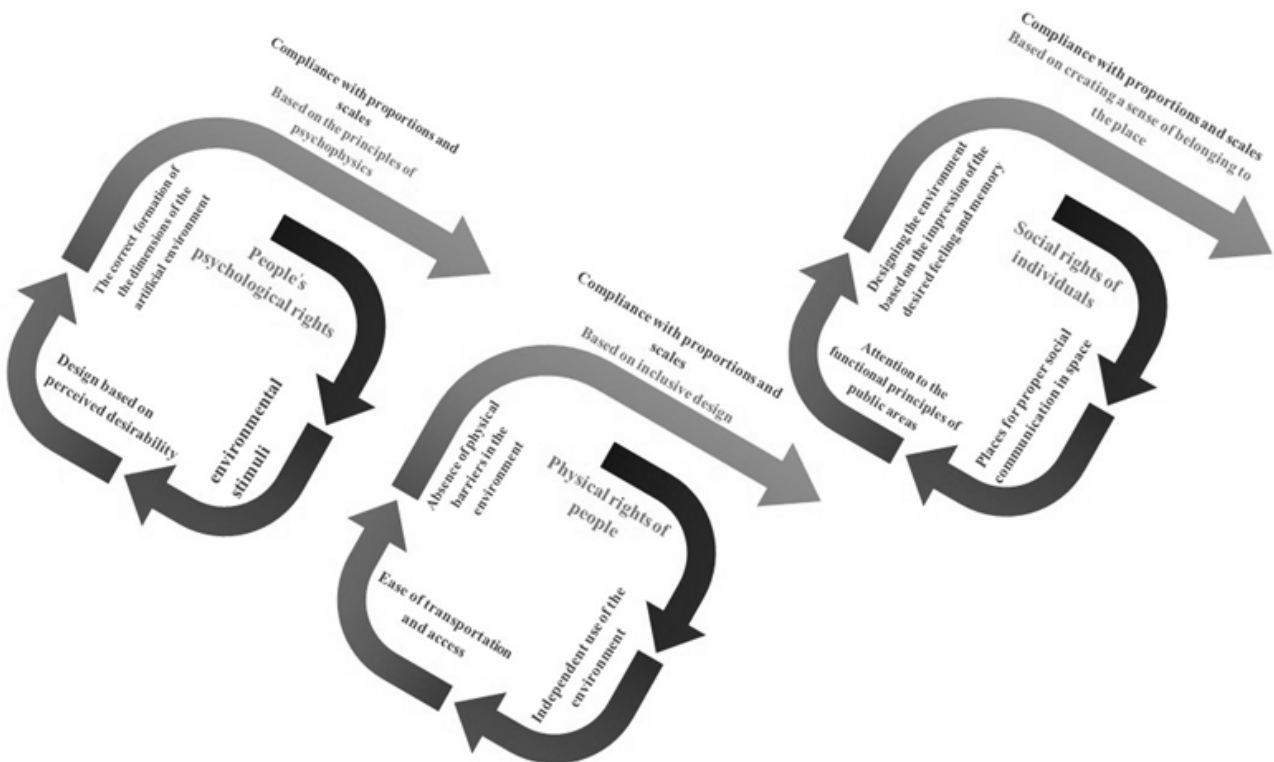 Compliance with proportions and
scales
Based on the principles of
psychophysics
The correct formation of
the dimensions of the
artificial environment
People's
psychological rights
Design based on
perceived desirability
environmental
stimuli
Compliance with proportions and
scales
Based on inclusive design
Absence of physical
barriers in the
environment
Physical rights of
people
Ease of transportation
and access
Independent use of the
environment
Compliance with proportions and scales
Based on creating a sense of belonging to
the place
Designing the environment
based on the impression of the
desired feeling and memory
Social rights of
individuals
Attention to the
functional principles of
public areas
Places for proper social
communication in space